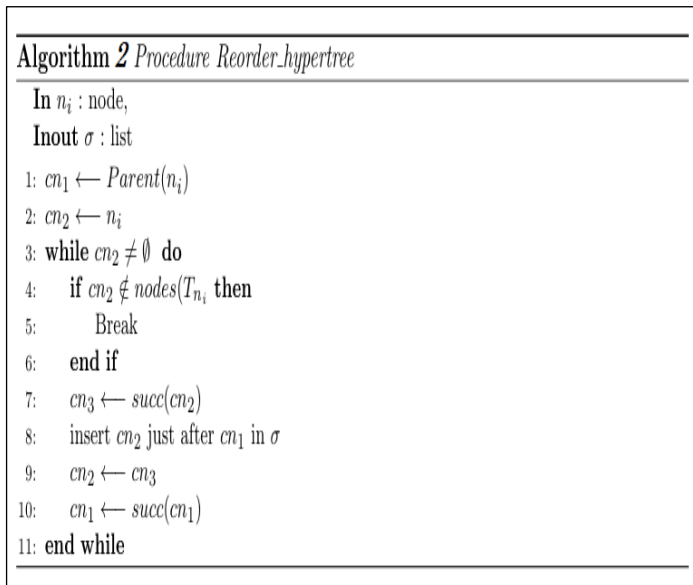 Algorithm 2 Procedure Reorder_hypertree
In nᵢ : node,
Inout σ : list
1: cn₁ ⟵ Parent(nᵢ)
2: cn₂ ⟵ nᵢ
3: while cn₂ ≠ ∅ do
4: if cn₂ ∉ nodes(Tₙᵢ then
5: Break
6: end if
7: cn₃ ⟵ succ(cn₂)
8: insert cn₂ just after cn₁ in σ
9: cn₂ ⟵ cn₃
10: cn₁ ⟵ succ(cn₁)
11: end while